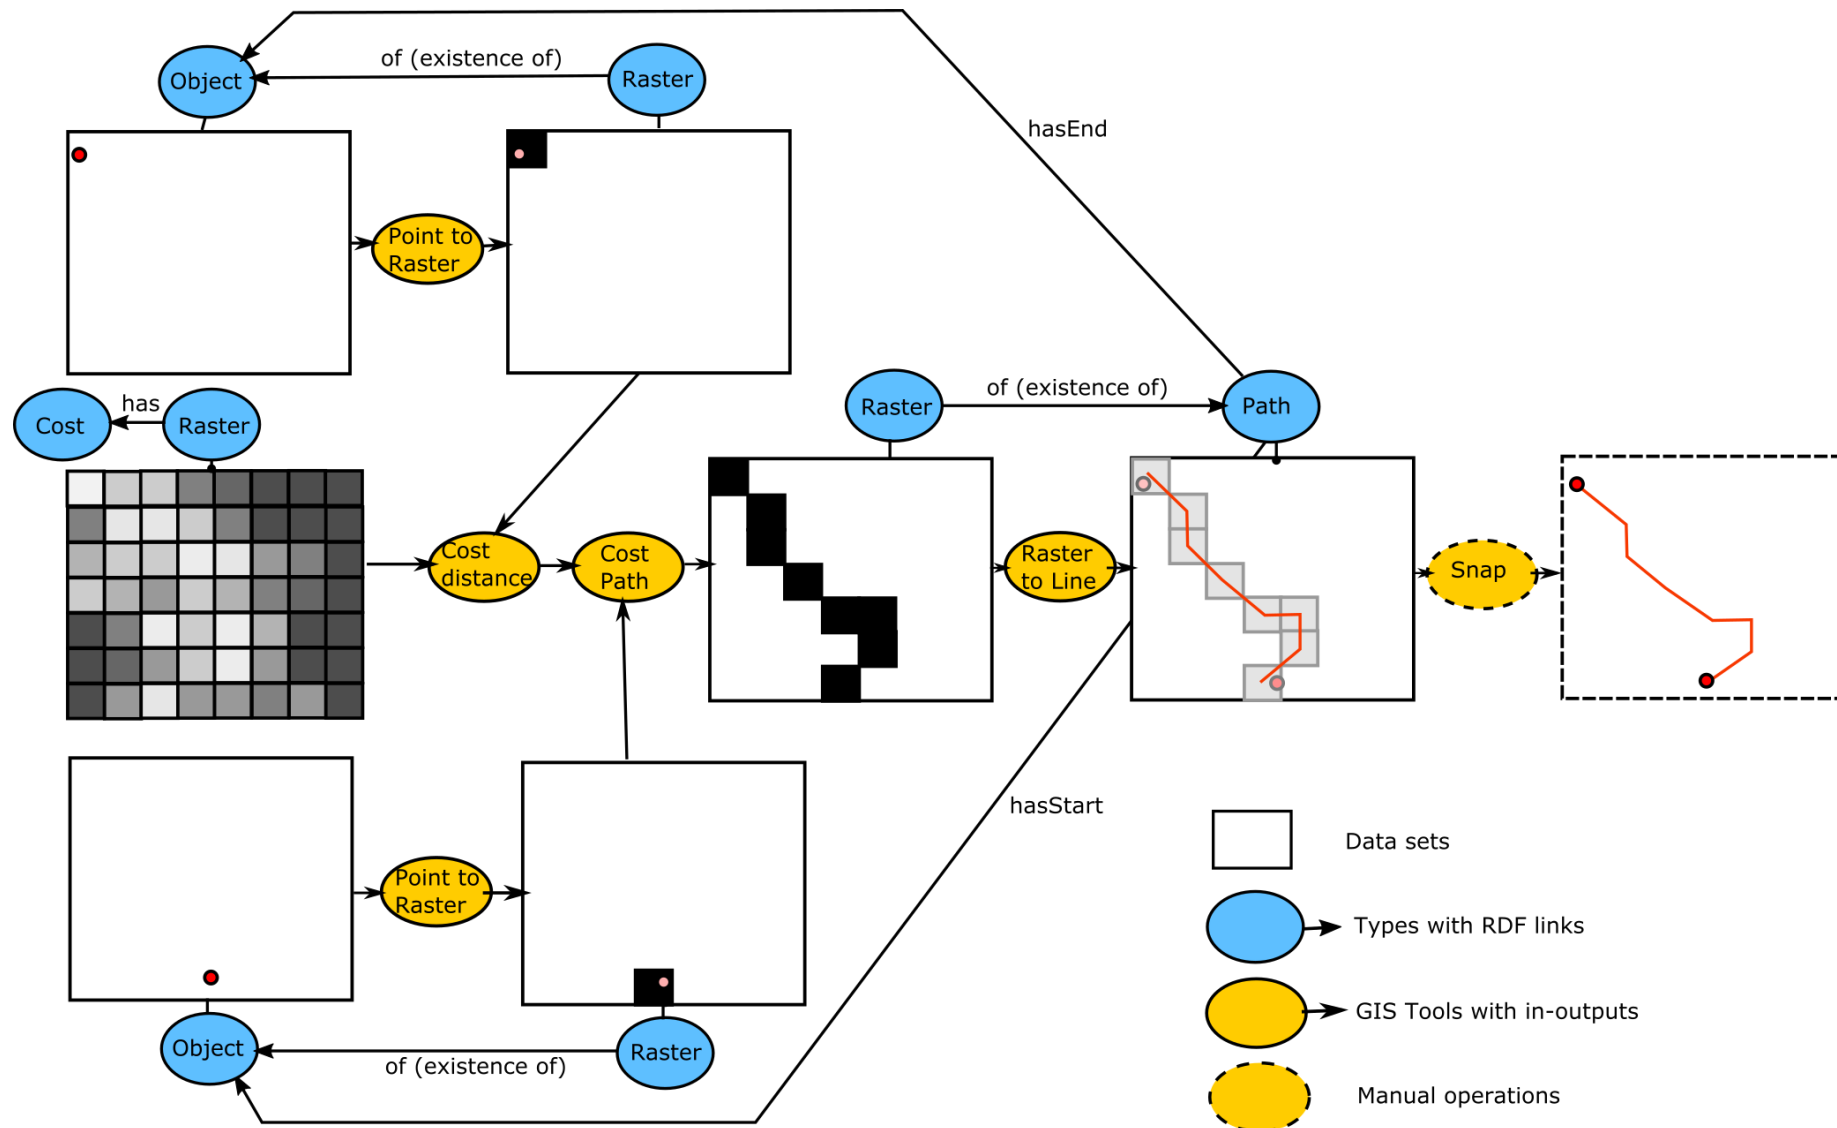 of (existence of)
Object
Raster
hasEnd
Point to
Raster
has
Cost
Raster
Raster
of (existence of)
Path
Cost
distance
Cost
Path
Raster
to Line
Snap
hasStart
Point to
Raster
Object
of (existence of)
Raster
Data sets
Types with RDF links
GIS Tools with in-outputs
Manual operations